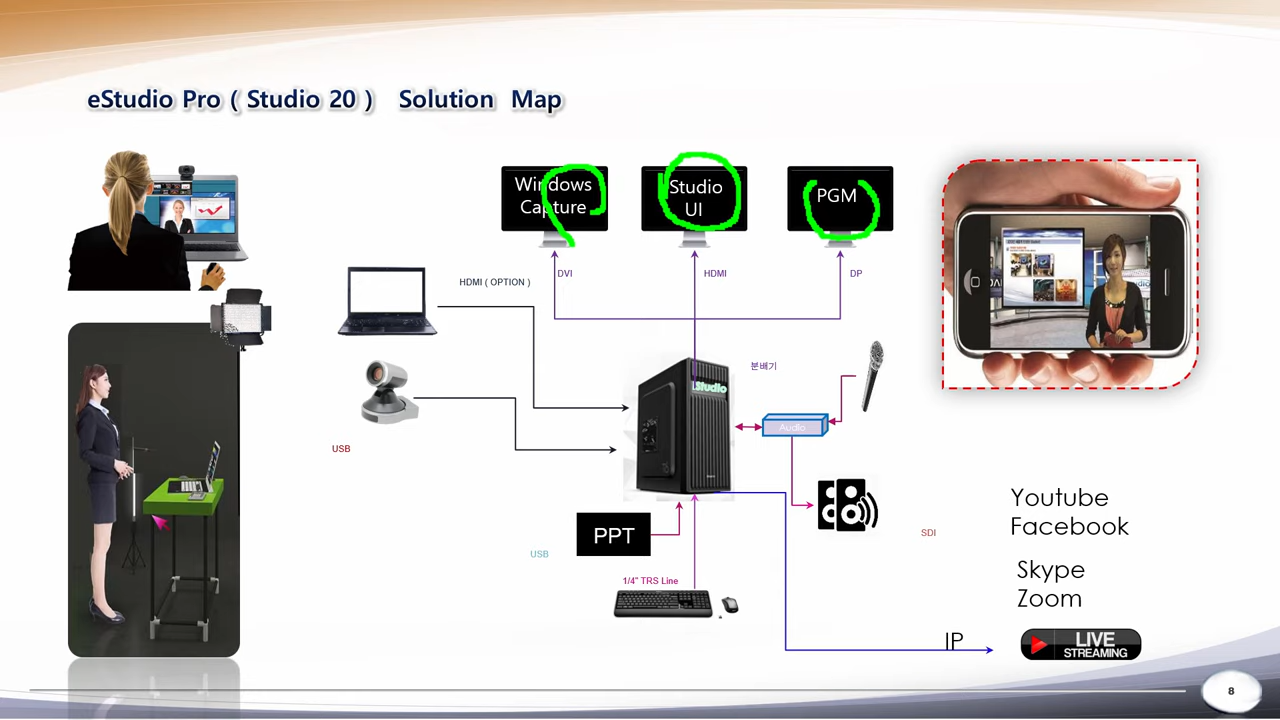 eStudio Pro ( Studio 20 ) Solution Map
Windows
Capture
Studio
UI
PGM
HDMI ( OPTION )
DVI
HDMI
DP
분배기
iStudio
Audio
USB
PPT
USB
SDI
1/4" TRS Line
Youtube
Facebook
Skype
Zoom
IP
LIVE
STREAMING
8